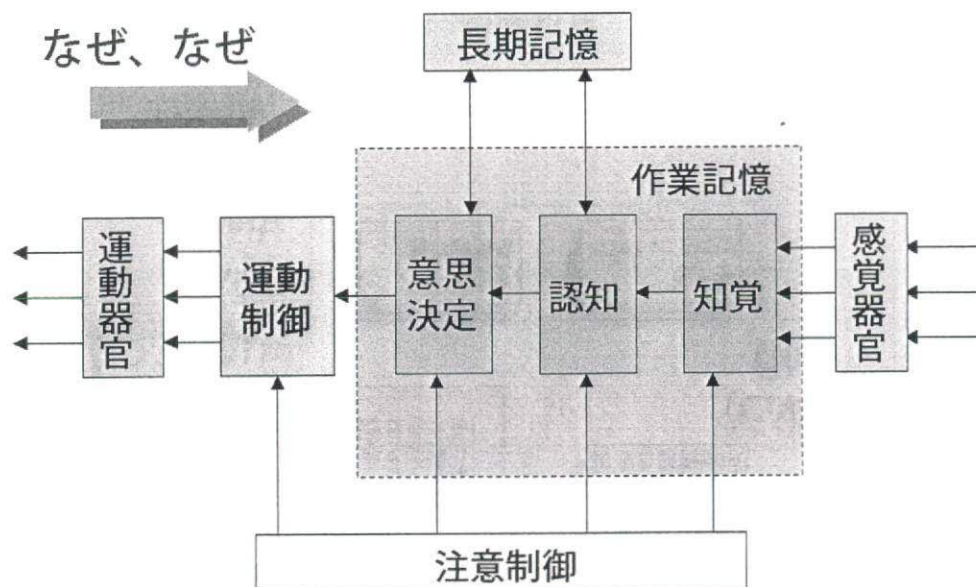 なぜ、なぜ
長期記憶
作業記憶
運動器官
運動
制御
意思
決定
認知
知覚
感覚器官
注意制御